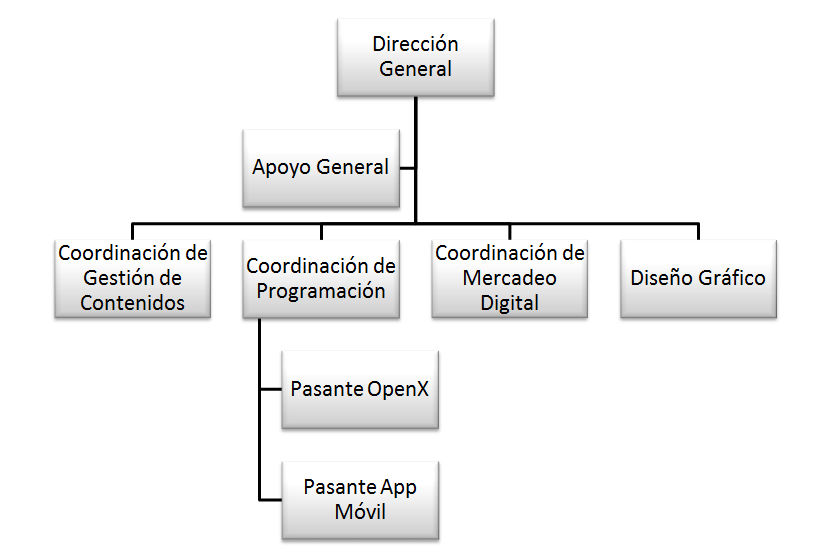 Dirección
General
Apoyo General
Coordinación de
Gestión de
Contenidos
Coordinación de
Programación
Coordinación de
Mercadeo
Digital
Diseño Gráfico
Pasante OpenX
Pasante App
Móvil